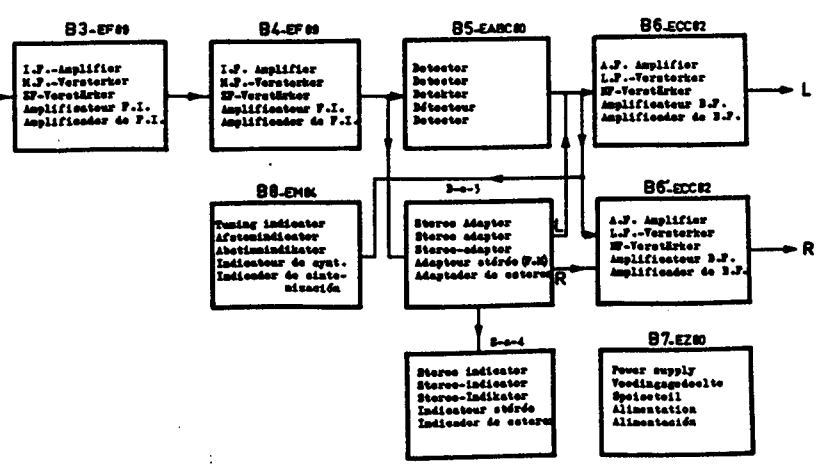 B3-EF89
I.F.-Amplifier
M.F.-Versterker
ZF-Verstärker
Amplificateur F.I.
Amplificador de F.I.
B4-EF89
I.F. Amplifier
M.F.-Versterker
ZF-Verstärker
Amplificateur F.I.
Amplificador de F.I.
B5-EABC80
Detector
Detector
Detektor
Détecteur
Detector
B6-ECC82
A.F. Amplifier
L.F.-Versterker
NF-Verstärker
Amplificateur B.F.
Amplificador de B.F.
L
B8-EM84
Tuning indicator
Afstemindicator
Abstimmindikator
Indicateur de synt.
Indicador de sinto-
nización
S-a-3
Stereo Adapter
Stereo adapter
Stereo-adapter
Adapteur stéréo (F.M)
Adaptador de estereo
L
R
B6'-ECC82
A.F. Amplifier
L.F.-Versterker
NF-Verstärker
Amplificateur B.F.
Amplificador de B.F.
R
S-a-4
Stereo indicator
Stereo-indicator
Stereo-Indikator
Indicateur stéréo
Indicador de estereo
B7-EZ80
Power supply
Voedingsgedeelte
Speiseteil
Alimentation
Alimentación